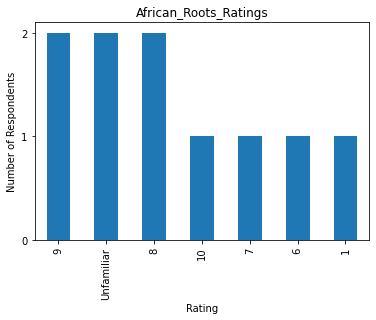 African_Roots_Ratings
Number of Respondents
2
1
0
9
Unfamiliar
8
10
7
6
1
Rating